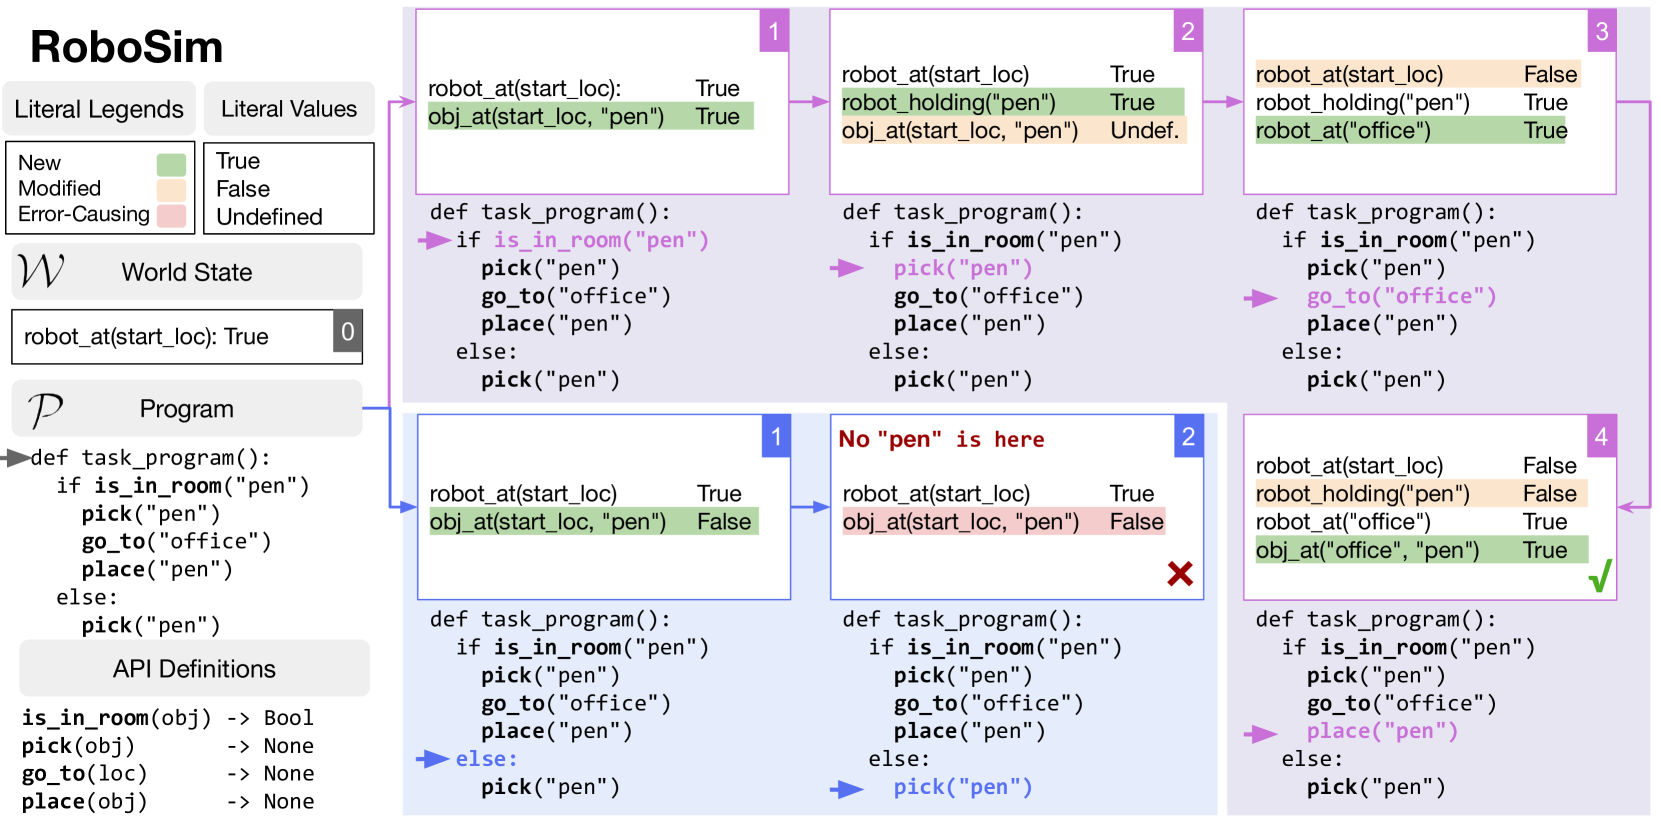 RoboSim
Literal Legends
Literal Values
New
Modified
Error-Causing
True
False
Undefined
𝒲 World State
robot_at(start_loc): True
0
𝒫 Program
def task_program():
if is_in_room("pen")
pick("pen")
go_to("office")
place("pen")
else:
pick("pen")
API Definitions
is_in_room(obj) -> Bool
pick(obj) -> None
go_to(loc) -> None
place(obj) -> None
1
robot_at(start_loc): True
obj_at(start_loc, "pen") True
def task_program():
if is_in_room("pen")
pick("pen")
go_to("office")
place("pen")
else:
pick("pen")
2
robot_at(start_loc) True
robot_holding("pen") True
obj_at(start_loc, "pen") Undef.
def task_program():
if is_in_room("pen")
pick("pen")
go_to("office")
place("pen")
else:
pick("pen")
3
robot_at(start_loc) False
robot_holding("pen") True
robot_at("office") True
def task_program():
if is_in_room("pen")
pick("pen")
go_to("office")
place("pen")
else:
pick("pen")
1
robot_at(start_loc) True
obj_at(start_loc, "pen") False
def task_program():
if is_in_room("pen")
pick("pen")
go_to("office")
place("pen")
else:
pick("pen")
2
No "pen" is here
robot_at(start_loc) True
obj_at(start_loc, "pen") False
def task_program():
if is_in_room("pen")
pick("pen")
go_to("office")
place("pen")
else:
pick("pen")
4
robot_at(start_loc) False
robot_holding("pen") False
robot_at("office") True
obj_at("office", "pen") True
def task_program():
if is_in_room("pen")
pick("pen")
go_to("office")
place("pen")
else:
pick("pen")